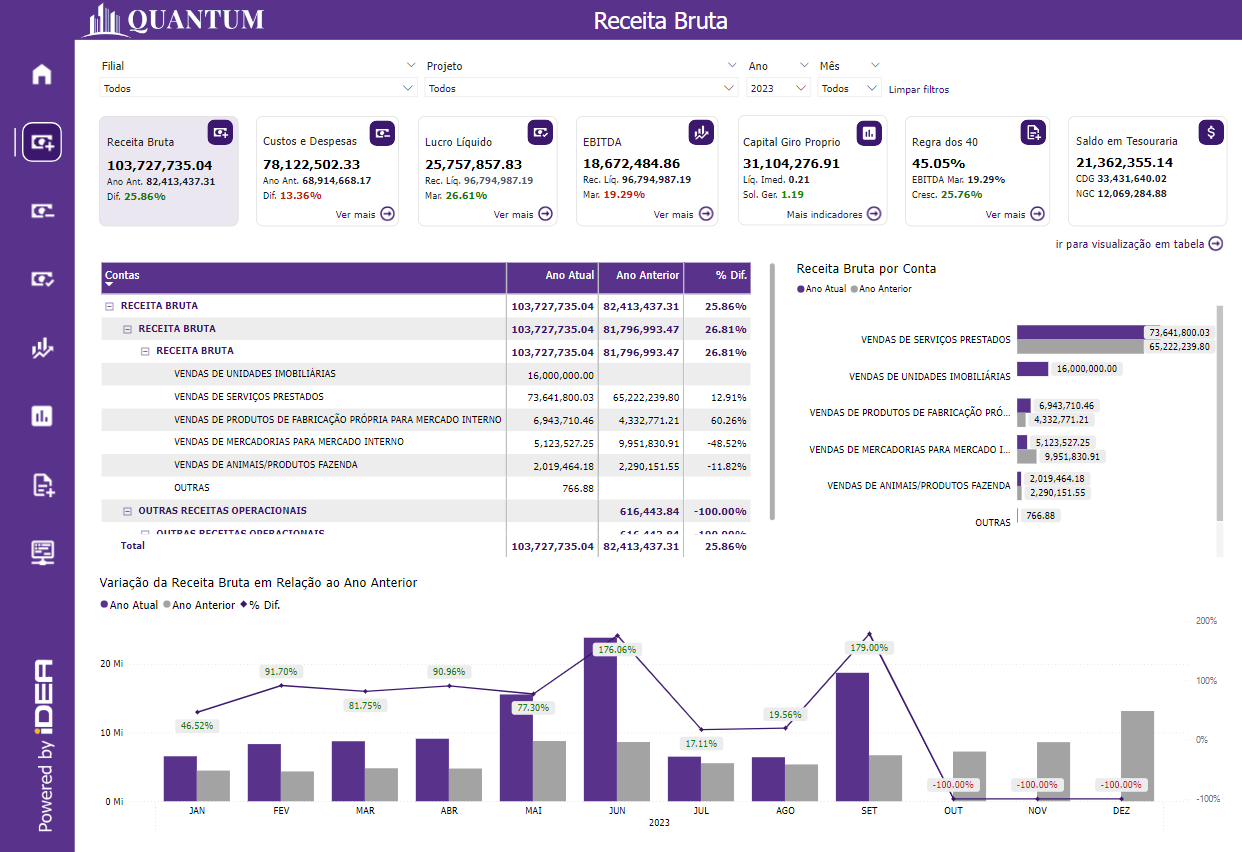 QUANTUM
Receita Bruta
Filial
Projeto
Ano
Mês
Todos
Todos
2023
Todos
Limpar filtros
Receita Bruta
103,727,735.04
Ano Ant. 82,413,437.31
Dif. 25.86%
Custos e Despesas
78,122,502.33
Ano Ant. 68,914,668.17
Dif. 13.36%
Ver mais
Lucro Líquido
25,757,857.83
Rec. Líq. 96,794,987.19
Mar. 26.61%
Ver mais
EBITDA
18,672,484.86
Rec. Líq. 96,794,987.19
Mar. 19.29%
Ver mais
Capital Giro Proprio
31,104,276.91
Líq. Imed. 0.21
Sol. Ger. 1.19
Mais indicadores
Regra dos 40
45.05%
EBITDA Mar. 19.29%
Cresc. 25.76%
Ver mais
$
Saldo em Tesouraria
21,362,355.14
CDG 33,431,640.02
NGC 12,069,284.88
ir para visualização em tabela
Contas Ano Atual Ano Anterior % Dif.
RECEITA BRUTA 103,727,735.04 82,413,437.31 25.86%
RECEITA BRUTA 103,727,735.04 81,796,993.47 26.81%
RECEITA BRUTA 103,727,735.04 81,796,993.47 26.81%
VENDAS DE UNIDADES IMOBILIÁRIAS 16,000,000.00
VENDAS DE SERVIÇOS PRESTADOS 73,641,800.03 65,222,239.80 12.91%
VENDAS DE PRODUTOS DE FABRICAÇÃO PRÓPRIA PARA MERCADO INTERNO 6,943,710.46 4,332,771.21 60.26%
VENDAS DE MERCADORIAS PARA MERCADO INTERNO 5,123,527.25 9,951,830.91 -48.52%
VENDAS DE ANIMAIS/PRODUTOS FAZENDA 2,019,464.18 2,290,151.55 -11.82%
OUTRAS 766.88
OUTRAS RECEITAS OPERACIONAIS 616,443.84 -100.00%
OUTRAS RECEITAS OPERACIONAIS 616,443.84 -100.00%
Total 103,727,735.04 82,413,437.31 25.86%
Receita Bruta por Conta
Ano Atual Ano Anterior
VENDAS DE SERVIÇOS PRESTADOS
73,641,800.03
65,222,239.80
VENDAS DE UNIDADES IMOBILIÁRIAS
16,000,000.00
VENDAS DE PRODUTOS DE FABRICAÇÃO PRÓ...
6,943,710.46
4,332,771.21
VENDAS DE MERCADORIAS PARA MERCADO I...
5,123,527.25
9,951,830.91
VENDAS DE ANIMAIS/PRODUTOS FAZENDA
2,019,464.18
2,290,151.55
OUTRAS
766.88
Variação da Receita Bruta em Relação ao Ano Anterior
Ano Atual Ano Anterior % Dif.
20 Mi
10 Mi
0 Mi
200%
100%
0%
-100%
46.52%
91.70%
81.75%
90.96%
77.30%
176.06%
17.11%
19.56%
179.00%
-100.00%
-100.00%
-100.00%
JAN FEV MAR ABR MAI JUN JUL AGO SET OUT NOV DEZ
2023
Powered by iDEA